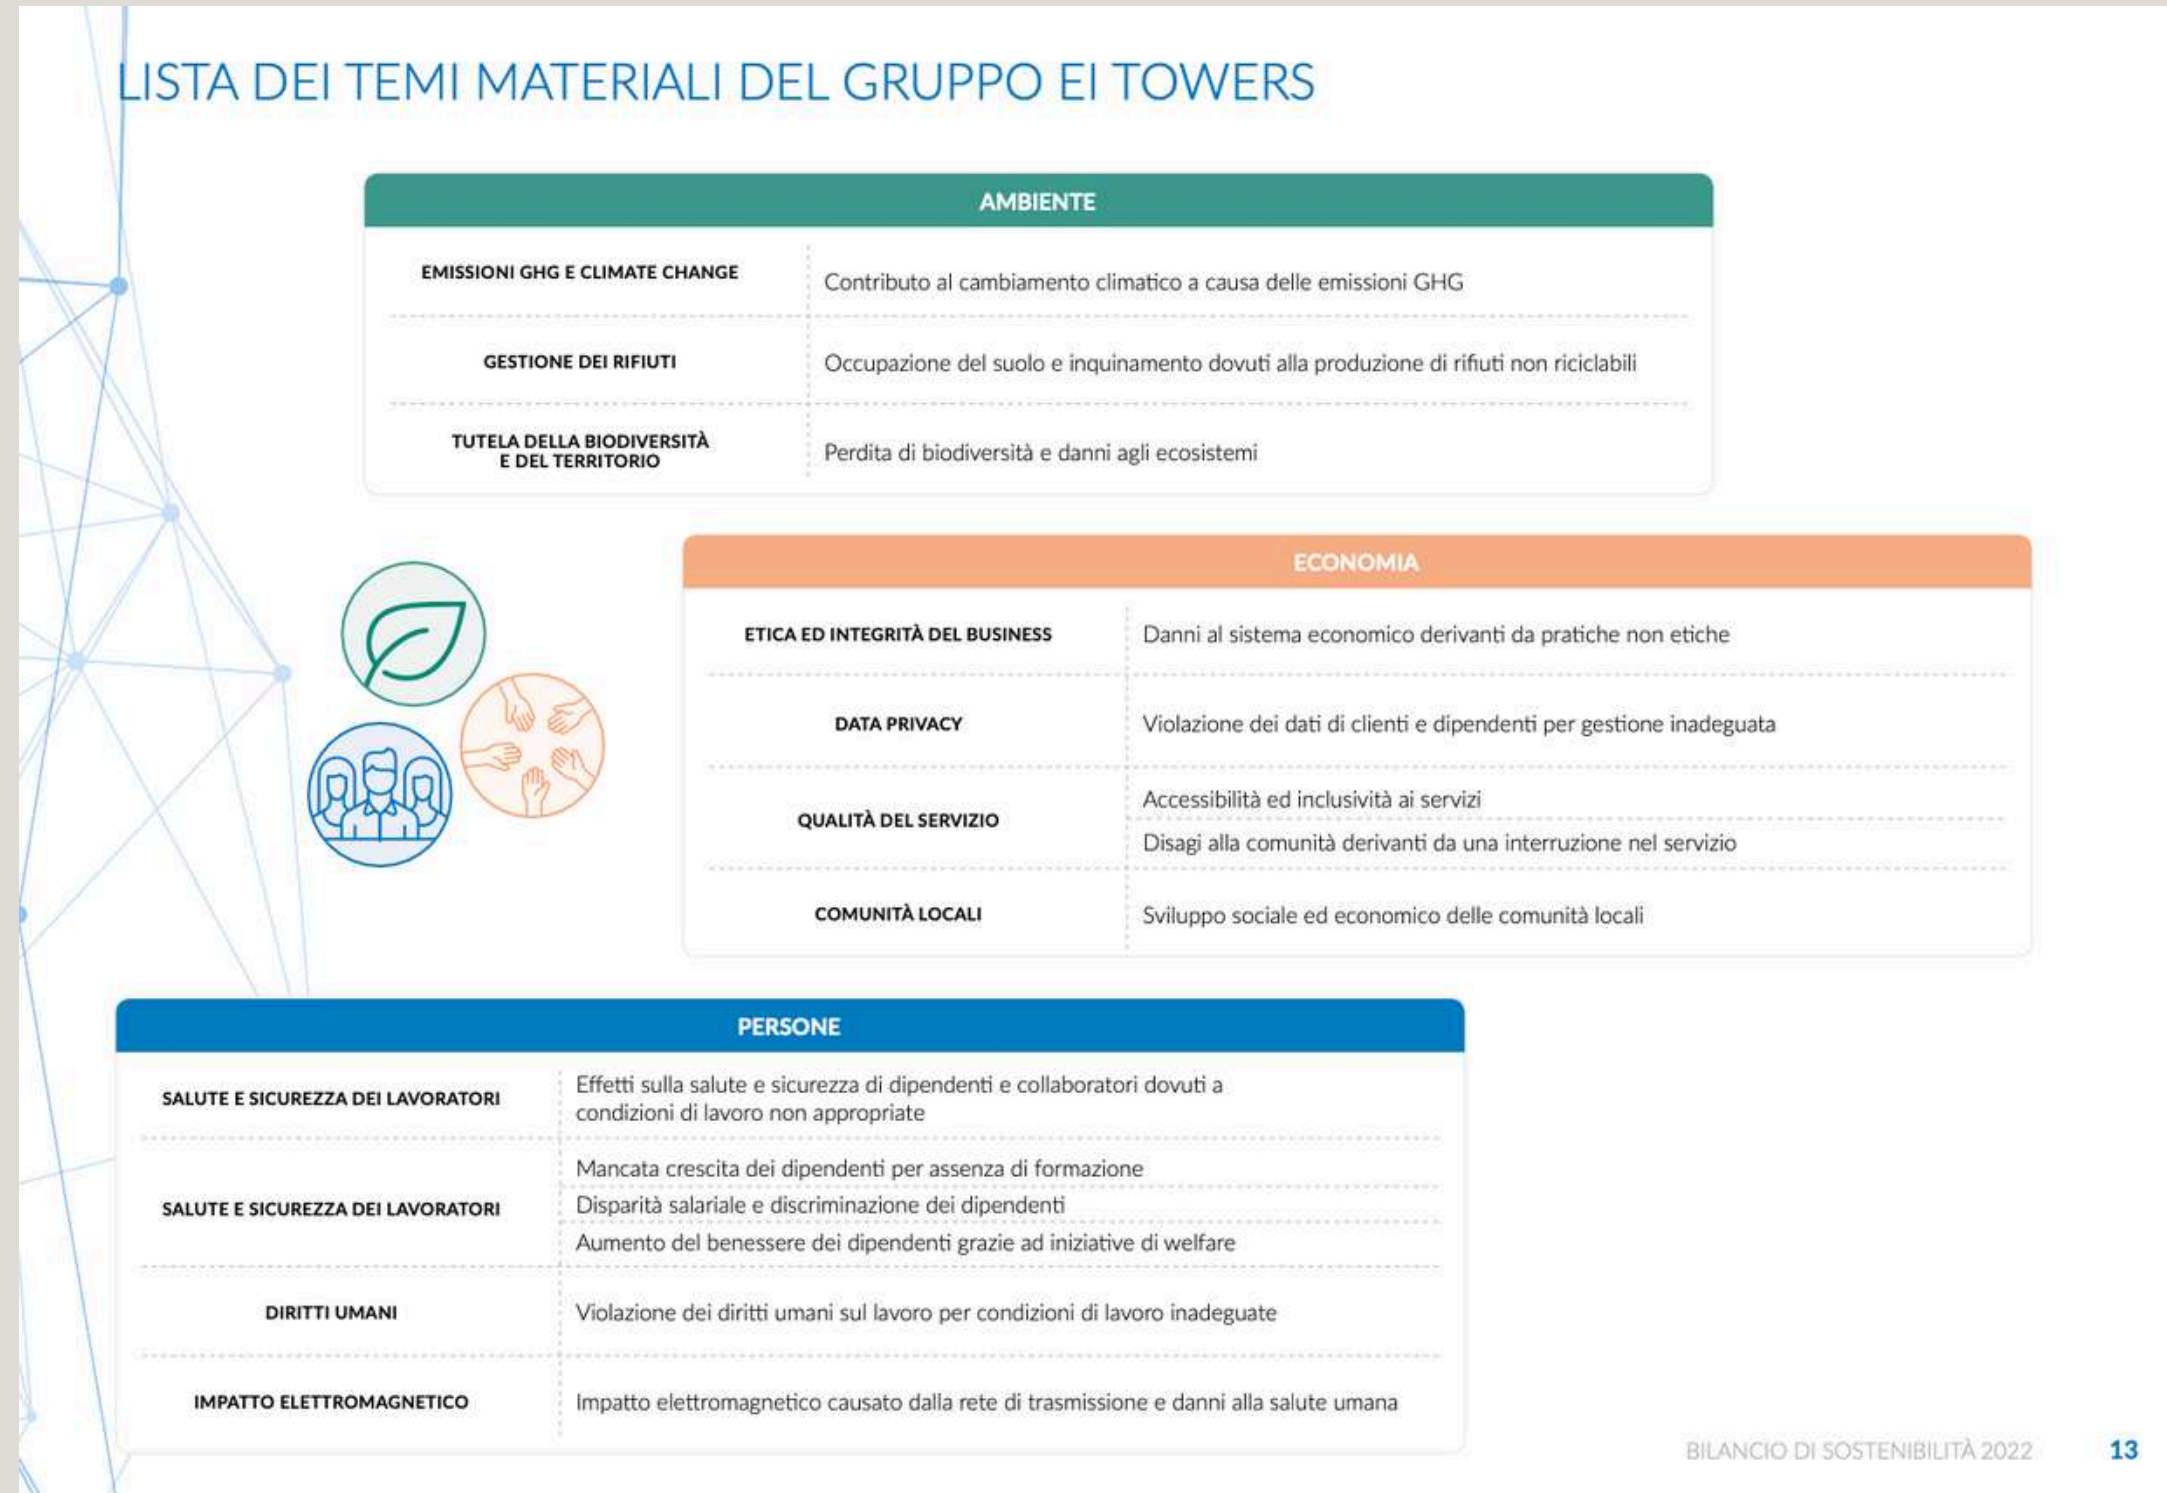 LISTA DEI TEMI MATERIALI DEL GRUPPO EI TOWERS
AMBIENTE
EMISSIONI GHG E CLIMATE CHANGE
Contributo al cambiamento climatico a causa delle emissioni GHG
GESTIONE DEI RIFIUTI
Occupazione del suolo e inquinamento dovuti alla produzione di rifiuti non riciclabili
TUTELA DELLA BIODIVERSITÀ
E DEL TERRITORIO
Perdita di biodiversità e danni agli ecosistemi
ECONOMIA
ETICA ED INTEGRITÀ DEL BUSINESS
Danni al sistema economico derivanti da pratiche non etiche
DATA PRIVACY
Violazione dei dati di clienti e dipendenti per gestione inadeguata
QUALITÀ DEL SERVIZIO
Accessibilità ed inclusività ai servizi
Disagi alla comunità derivanti da una interruzione nel servizio
COMUNITÀ LOCALI
Sviluppo sociale ed economico delle comunità locali
PERSONE
SALUTE E SICUREZZA DEI LAVORATORI
Effetti sulla salute e sicurezza di dipendenti e collaboratori dovuti a
condizioni di lavoro non appropriate
SALUTE E SICUREZZA DEI LAVORATORI
Mancata crescita dei dipendenti per assenza di formazione
Disparità salariale e discriminazione dei dipendenti
Aumento del benessere dei dipendenti grazie ad iniziative di welfare
DIRITTI UMANI
Violazione dei diritti umani sul lavoro per condizioni di lavoro inadeguate
IMPATTO ELETTROMAGNETICO
Impatto elettromagnetico causato dalla rete di trasmissione e danni alla salute umana
BILANCIO DI SOSTENIBILITÀ 2022 13